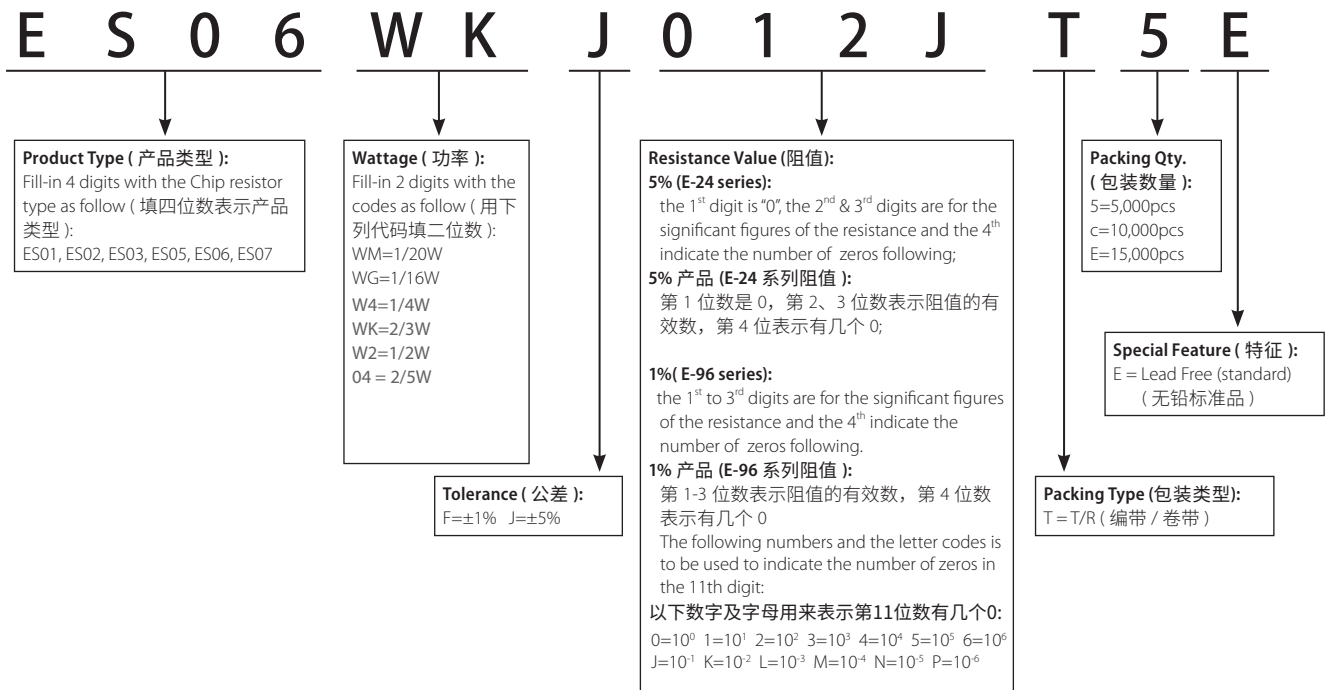 E S 0 6 W K J 0 1 2 J T 5 E
Product Type ( 产品类型 ):
Fill-in 4 digits with the Chip resistor
type as follow ( 填四位数表示产品
类型 ):
ES01, ES02, ES03, ES05, ES06, ES07
Wattage ( 功率 ):
Fill-in 2 digits with the
codes as follow ( 用下
列代码填二位数 ):
WM=1/20W
WG=1/16W
W4=1/4W
WK=2/3W
W2=1/2W
04 = 2/5W
Tolerance ( 公差 ):
F=±1% J=±5%
Resistance Value (阻值):
5% (E-24 series):
the 1st digit is “0”, the 2nd & 3rd digits are for the
significant figures of the resistance and the 4th
indicate the number of zeros following;
5% 产品 (E-24 系列阻值 ):
第 1 位数是 0，第 2、3 位数表示阻值的有
效数，第 4 位表示有几个 0;
1%( E-96 series):
the 1st to 3rd digits are for the significant figures
of the resistance and the 4th indicate the
number of zeros following.
1% 产品 (E-96 系列阻值 ):
第 1-3 位数表示阻值的有效数，第 4 位数
表示有几个 0
The following numbers and the letter codes is
to be used to indicate the number of zeros in
the 11th digit:
以下数字及字母用来表示第11位数有几个0:
0=10⁰ 1=10¹ 2=10² 3=10³ 4=10⁴ 5=10⁵ 6=10⁶
J=10⁻¹ K=10⁻² L=10⁻³ M=10⁻⁴ N=10⁻⁵ P=10⁻⁶
Packing Type (包装类型):
T = T/R ( 编带 / 卷带 )
Packing Qty.
( 包装数量 ):
5=5,000pcs
c=10,000pcs
E=15,000pcs
Special Feature ( 特征 ):
E = Lead Free (standard)
( 无铅标准品 )